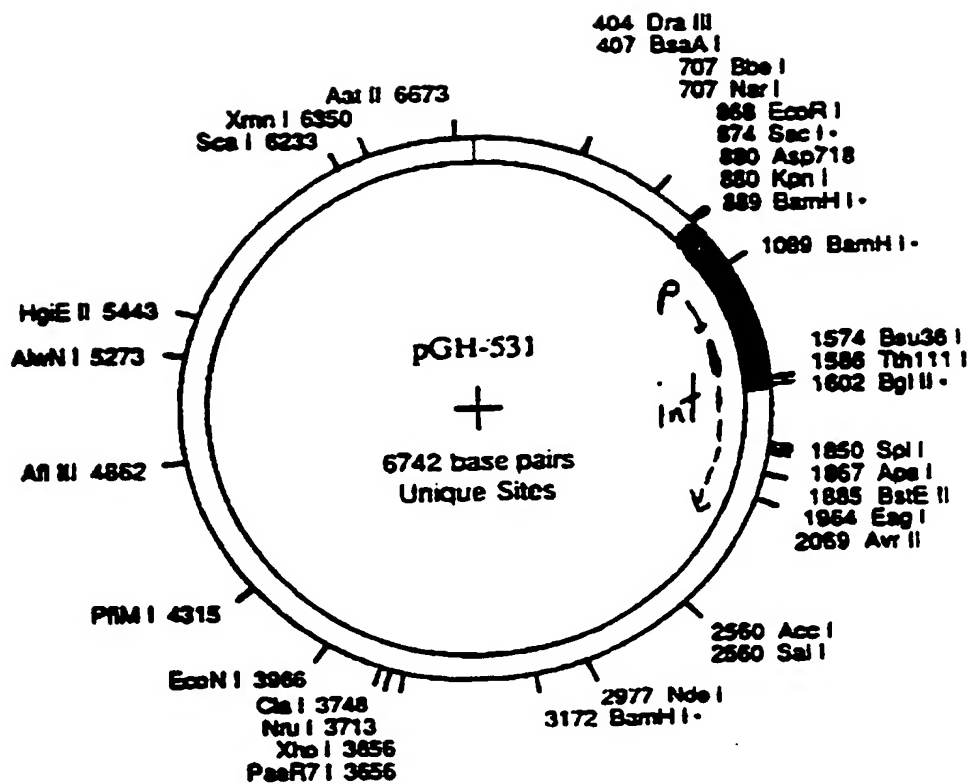 404 Dra III
407 BsaA I
707 Bbe I
707 Nar I
868 EcoR I
874 Sac I •
880 Asp718
880 Kpn I
889 BamH I •
1089 BamH I •
1574 Bsu36 I
1586 Tth111 I
1602 Bgl II •
1850 Spl I
1867 Apa I
1885 BstE II
1954 Eag I
2069 Avr II
2560 Acc I
2560 Sal I
2977 Nde I
3172 BamH I •
Aat II 6673
Xmn I 6350
Sca I 6233
HgiE II 5443
AlwN I 5273
Afl III 4862
PflM I 4315
EcoN I 3966
Cla I 3748
Nru I 3713
Xho I 3656
PaeR7 I 3656
pGH-531
6742 base pairs
Unique Sites
P
int